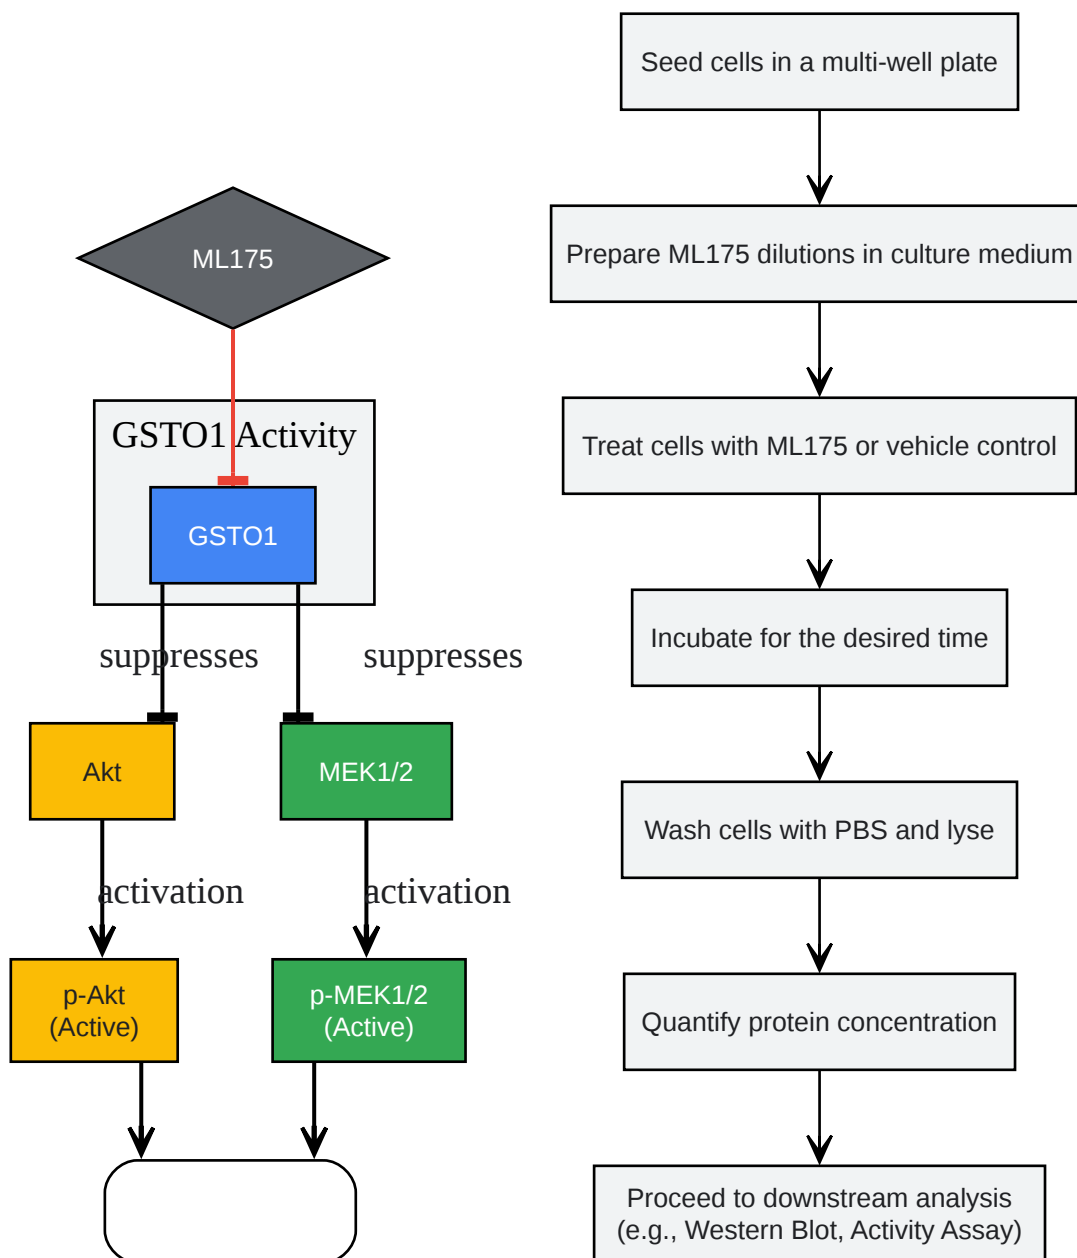 ML175
GSTO1 Activity
GSTO1
suppresses
suppresses
Akt
MEK1/2
activation
activation
p-Akt
(Active)
p-MEK1/2
(Active)
Seed cells in a multi-well plate
Prepare ML175 dilutions in culture medium
Treat cells with ML175 or vehicle control
Incubate for the desired time
Wash cells with PBS and lyse
Quantify protein concentration
Proceed to downstream analysis
(e.g., Western Blot, Activity Assay)